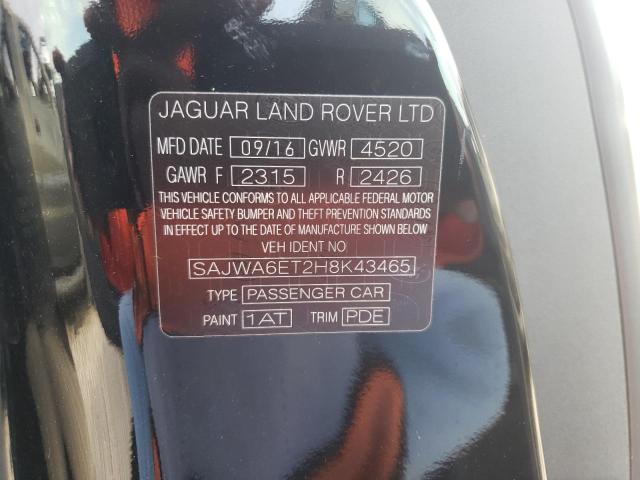 JAGUAR LAND ROVER LTD
MFD DATE 09/16 GVWR 4520
GAWR F 2315 R 2426
THIS VEHICLE CONFORMS TO ALL APPLICABLE FEDERAL MOTOR
VEHICLE SAFETY BUMPER AND THEFT PREVENTION STANDARDS
IN EFFECT UP TO THE DATE OF MANUFACTURE SHOWN BELOW
VEH IDENT NO
SAJWA6ET2H8K43465
TYPE PASSENGER CAR
PAINT 1AT TRIM PDE